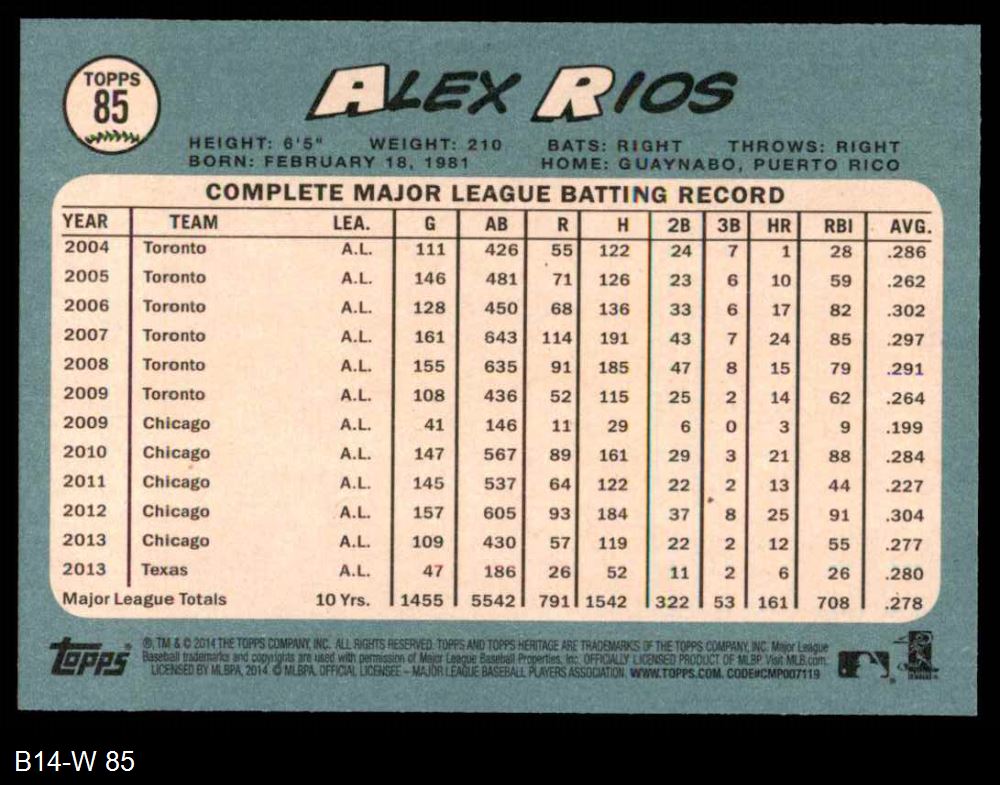 TOPPS
85
ALEX RIOS
HEIGHT: 6'5" WEIGHT: 210 BATS: RIGHT THROWS: RIGHT
BORN: FEBRUARY 18, 1981 HOME: GUAYNABO, PUERTO RICO
COMPLETE MAJOR LEAGUE BATTING RECORD
YEAR TEAM LEA. G AB R H 2B 3B HR RBI AVG.
2004 Toronto A.L. 111 426 55 122 24 7 1 28 .286
2005 Toronto A.L. 146 481 71 126 23 6 10 59 .262
2006 Toronto A.L. 128 450 68 136 33 6 17 82 .302
2007 Toronto A.L. 161 643 114 191 43 7 24 85 .297
2008 Toronto A.L. 155 635 91 185 47 8 15 79 .291
2009 Toronto A.L. 108 436 52 115 25 2 14 62 .264
2009 Chicago A.L. 41 146 11 29 6 0 3 9 .199
2010 Chicago A.L. 147 567 89 161 29 3 21 88 .284
2011 Chicago A.L. 145 537 64 122 22 2 13 44 .227
2012 Chicago A.L. 157 605 93 184 37 8 25 91 .304
2013 Chicago A.L. 109 430 57 119 22 2 12 55 .277
2013 Texas A.L. 47 186 26 52 11 2 6 26 .280
Major League Totals 10 Yrs. 1455 5542 791 1542 322 53 161 708 .278
Topps
®, TM & © 2014 THE TOPPS COMPANY, INC. ALL RIGHTS RESERVED. TOPPS AND TOPPS HERITAGE ARE TRADEMARKS OF THE TOPPS COMPANY, INC. Major League
Baseball trademarks and copyrights are used with permission of Major League Baseball Properties, Inc. OFFICIALLY LICENSED PRODUCT OF MLBP Visit MLB.com.
LICENSED BY MLBPA, 2014. © MLBPA, OFFICIAL LICENSEE – MAJOR LEAGUE BASEBALL PLAYERS ASSOCIATION. WWW.TOPPS.COM. CODE#CMP007119
B14-W 85